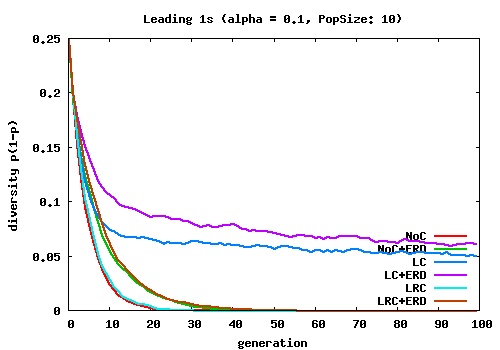 Leading 1s (alpha = 0.1, PopSize: 10)
0.25
0.2
0.15
0.1
0.05
0
diversity p(1-p)
NoC
NoC+ERD
LC
LC+ERD
LRC
LRC+ERD
0 10 20 30 40 50 60 70 80 90 100
generation